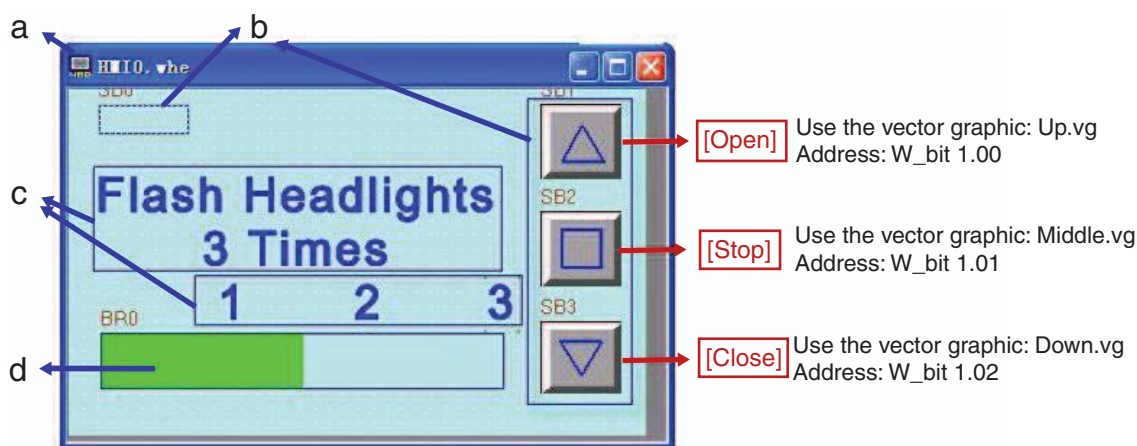 a
b
HMI0.whe
SB0
SB1
[Open]
Use the vector graphic: Up.vg
Address: W_bit 1.00
c
Flash Headlights
3 Times
SB2
[Stop]
Use the vector graphic: Middle.vg
Address: W_bit 1.01
1 2 3
BR0
SB3
d
[Close]
Use the vector graphic: Down.vg
Address: W_bit 1.02